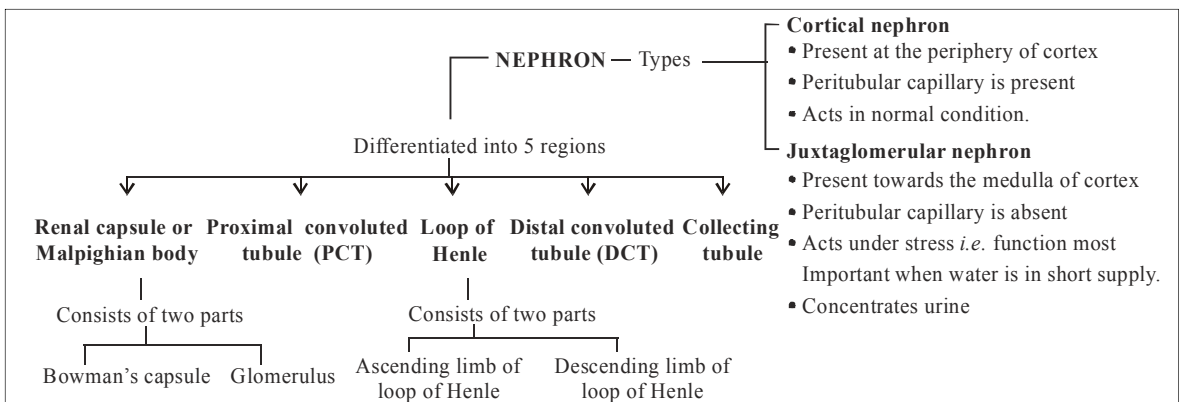 NEPHRON — Types
Cortical nephron
• Present at the periphery of cortex
• Peritubular capillary is present
• Acts in normal condition.
Juxtaglomerular nephron
• Present towards the medulla of cortex
• Peritubular capillary is absent
• Acts under stress i.e. function most
Important when water is in short supply.
• Concentrates urine
Differentiated into 5 regions
Renal capsule or
Malpighian body
Proximal convoluted
tubule (PCT)
Loop of
Henle
Distal convoluted
tubule (DCT)
Collecting
tubule
Consists of two parts
Bowman's capsule
Glomerulus
Consists of two parts
Ascending limb of
loop of Henle
Descending limb of
loop of Henle